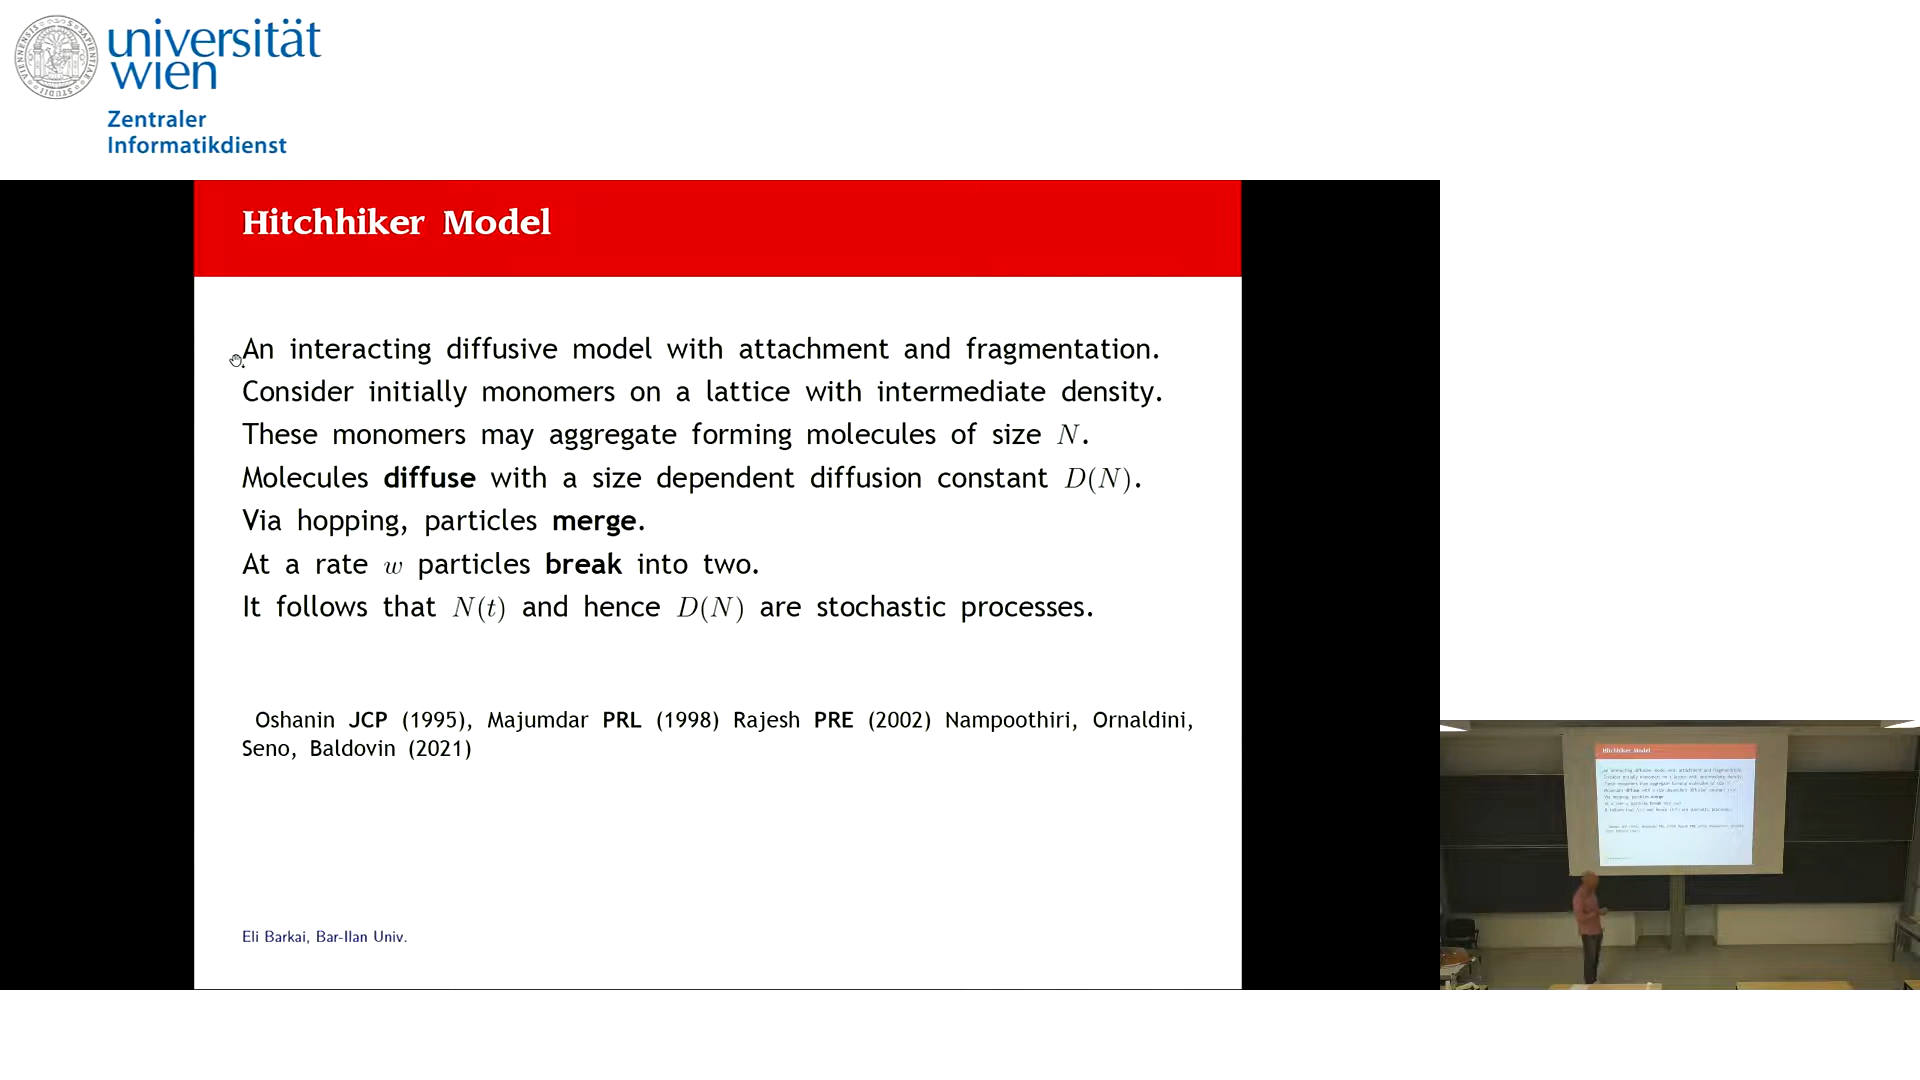 universität
wien
Zentraler
Informatikdienst
Hitchhiker Model
An interacting diffusive model with attachment and fragmentation.
Consider initially monomers on a lattice with intermediate density.
These monomers may aggregate forming molecules of size N.
Molecules diffuse with a size dependent diffusion constant D(N).
Via hopping, particles merge.
At a rate w particles break into two.
It follows that N(t) and hence D(N) are stochastic processes.
Oshanin JCP (1995), Majumdar PRL (1998) Rajesh PRE (2002) Nampoothiri, Ornaldini,
Seno, Baldovin (2021)
Eli Barkai, Bar-Ilan Univ.
Hitchhiker Model